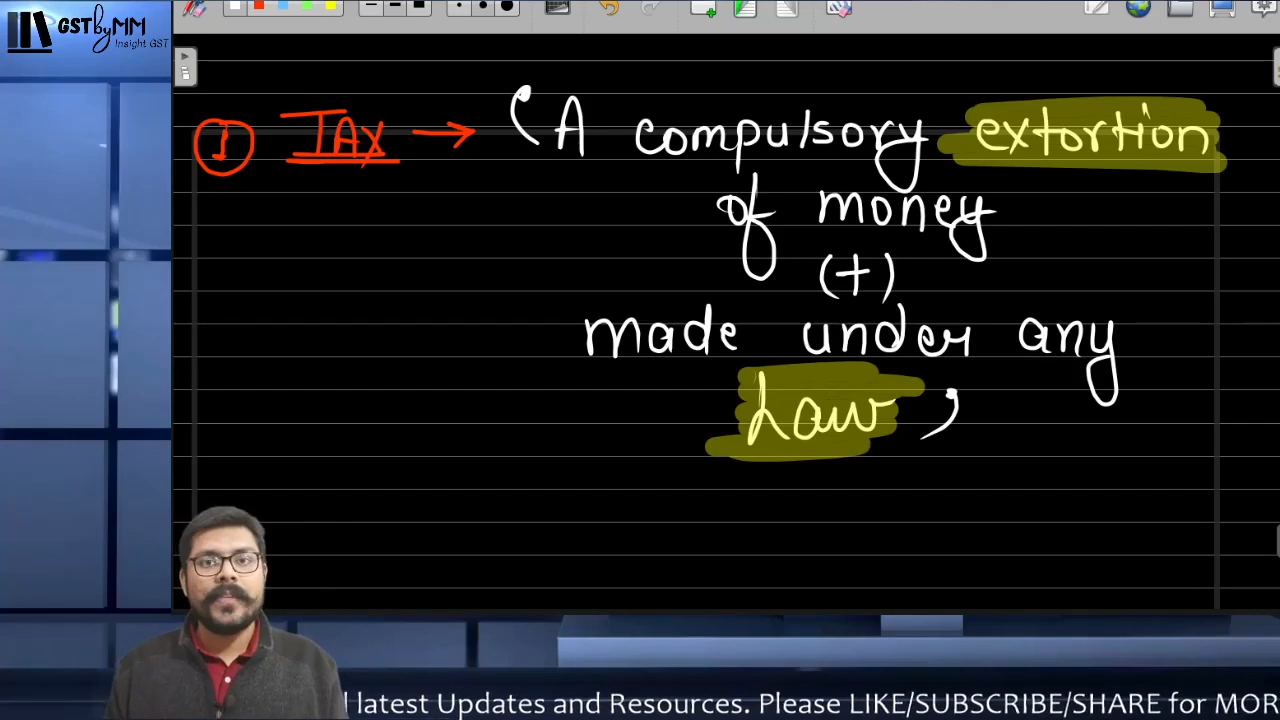 GSTbyMM
Insight GST
1 TAX → ( A compulsory extortion
of money
(+)
made under any
Law )
latest Updates and Resources. Please LIKE/SUBSCRIBE/SHARE for MOR